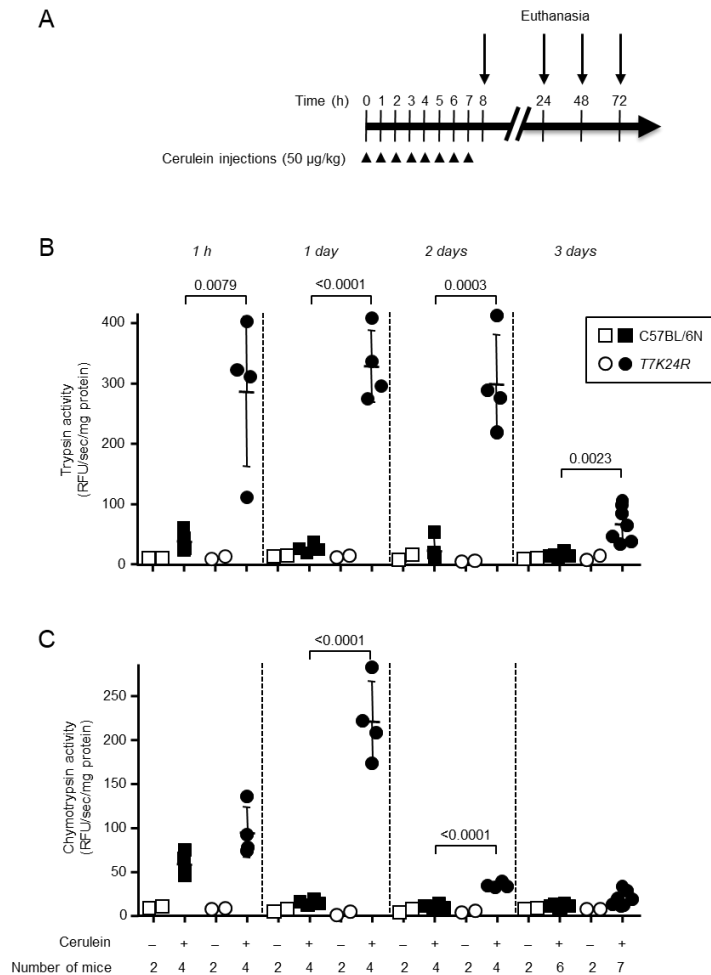 A
Euthanasia
Time (h) 0 1 2 3 4 5 6 7 8 24 48 72
Cerulein injections (50 µg/kg)
B
1 h 1 day 2 days 3 days
0.0079 <0.0001 0.0003
C57BL/6N
T7K24R
0.0023
Trypsin activity
(RFU/sec/mg protein)
400
300
200
100
0
C
<0.0001
<0.0001
Chymotrypsin activity
(RFU/sec/mg protein)
250
200
150
100
50
0
Cerulein – + – + – + – + – + – + – + – +
Number of mice 2 4 2 4 2 4 2 4 2 4 2 4 2 6 2 7